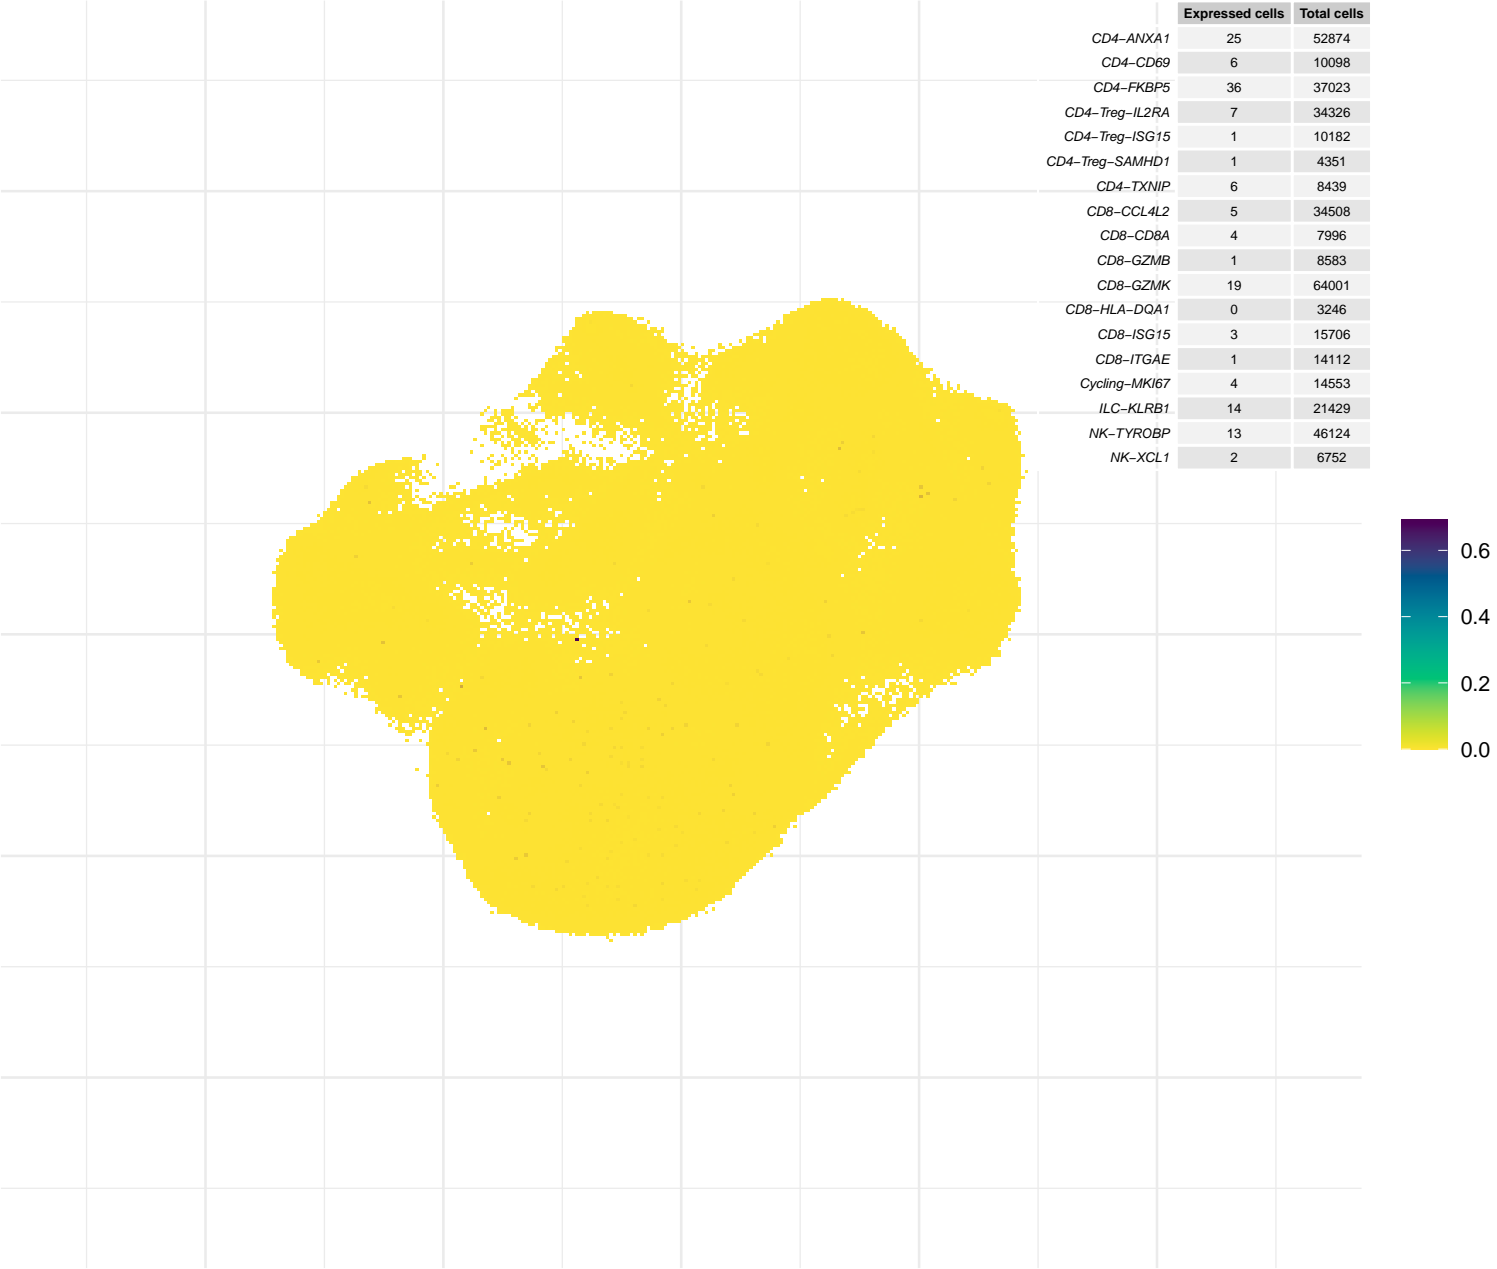 Expressed cells Total cells
CD4−ANXA1 25 52874
CD4−CD69 6 10098
CD4−FKBP5 36 37023
CD4−Treg−IL2RA 7 34326
CD4−Treg−ISG15 1 10182
CD4−Treg−SAMHD1 1 4351
CD4−TXNIP 6 8439
CD8−CCL4L2 5 34508
CD8−CD8A 4 7996
CD8−GZMB 1 8583
CD8−GZMK 19 64001
CD8−HLA−DQA1 0 3246
CD8−ISG15 3 15706
CD8−ITGAE 1 14112
Cycling−MKI67 4 14553
ILC−KLRB1 14 21429
NK−TYROBP 13 46124
NK−XCL1 2 6752
0.6
0.4
0.2
0.0